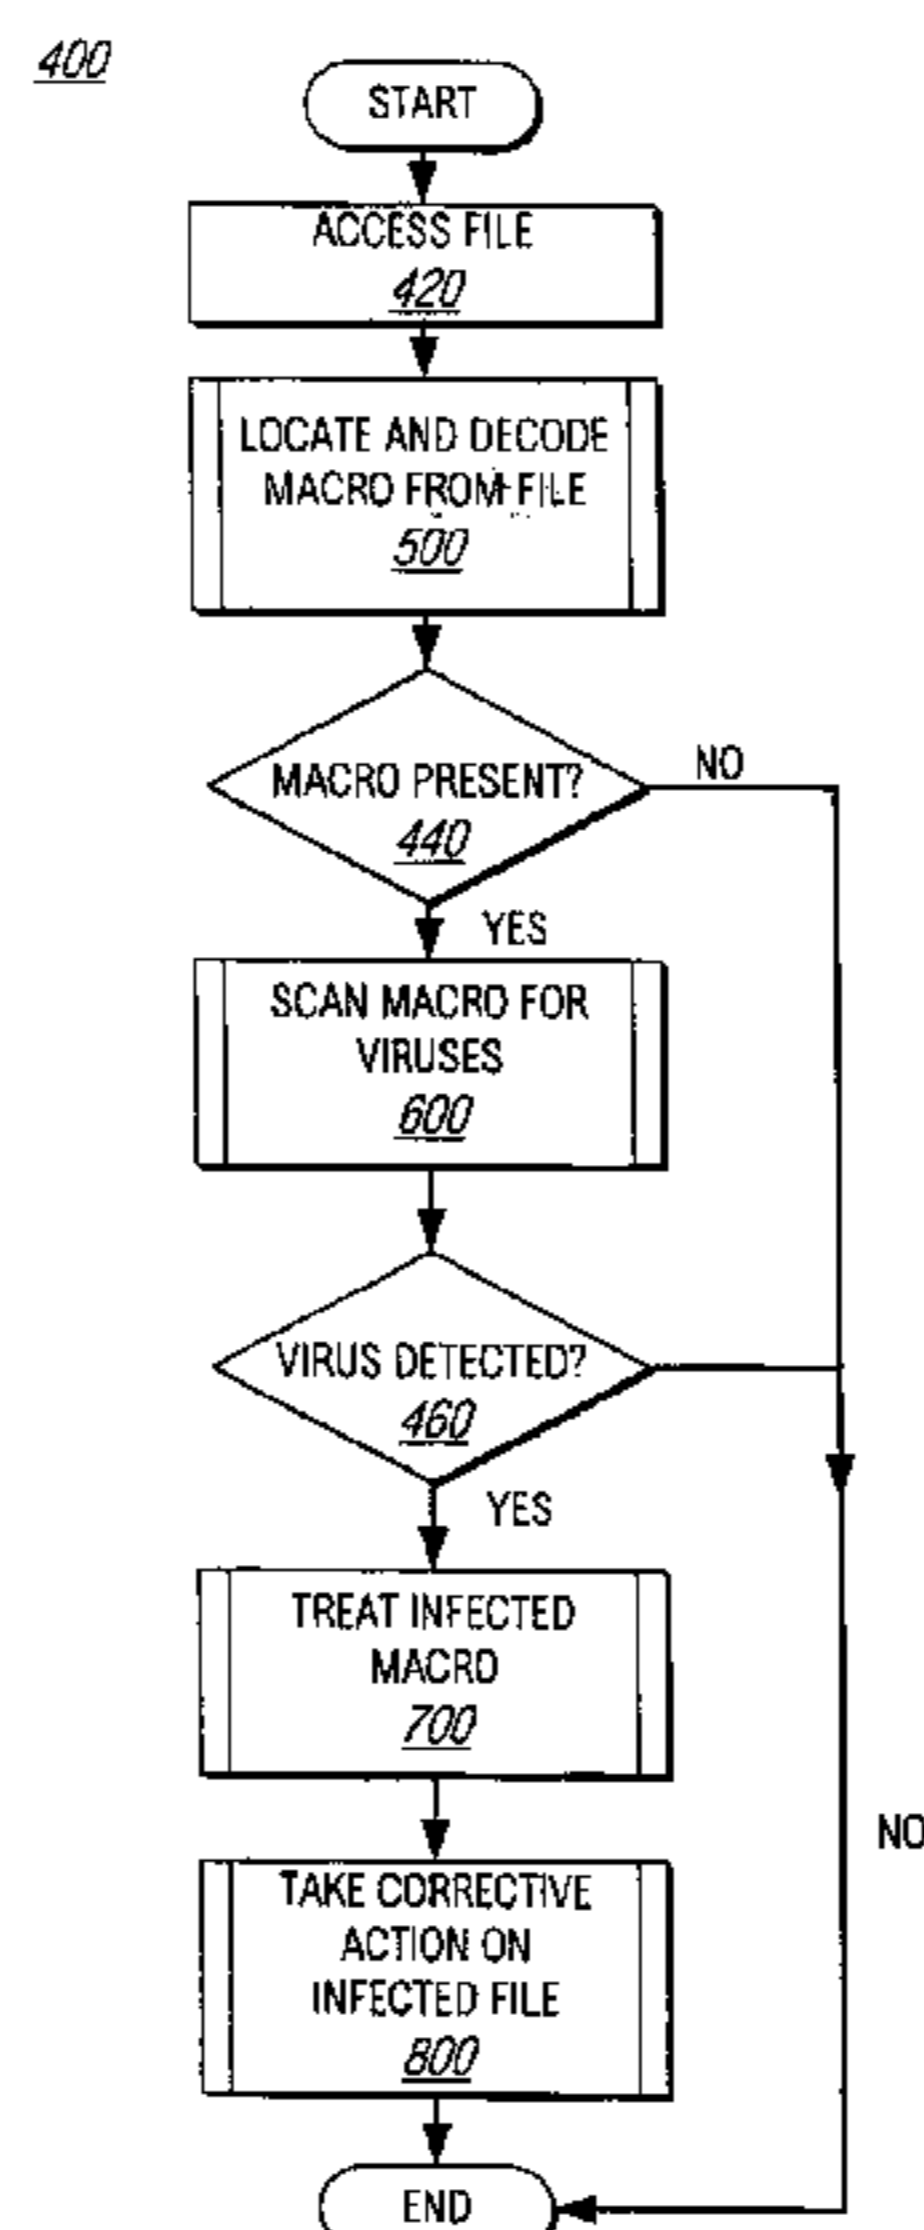 400
START
ACCESS FILE
420
LOCATE AND DECODE
MACRO FROM FILE
500
MACRO PRESENT?
440
NO
YES
SCAN MACRO FOR
VIRUSES
600
VIRUS DETECTED?
460
YES
TREAT INFECTED
MACRO
700
NO
TAKE CORRECTIVE
ACTION ON
INFECTED FILE
800
END